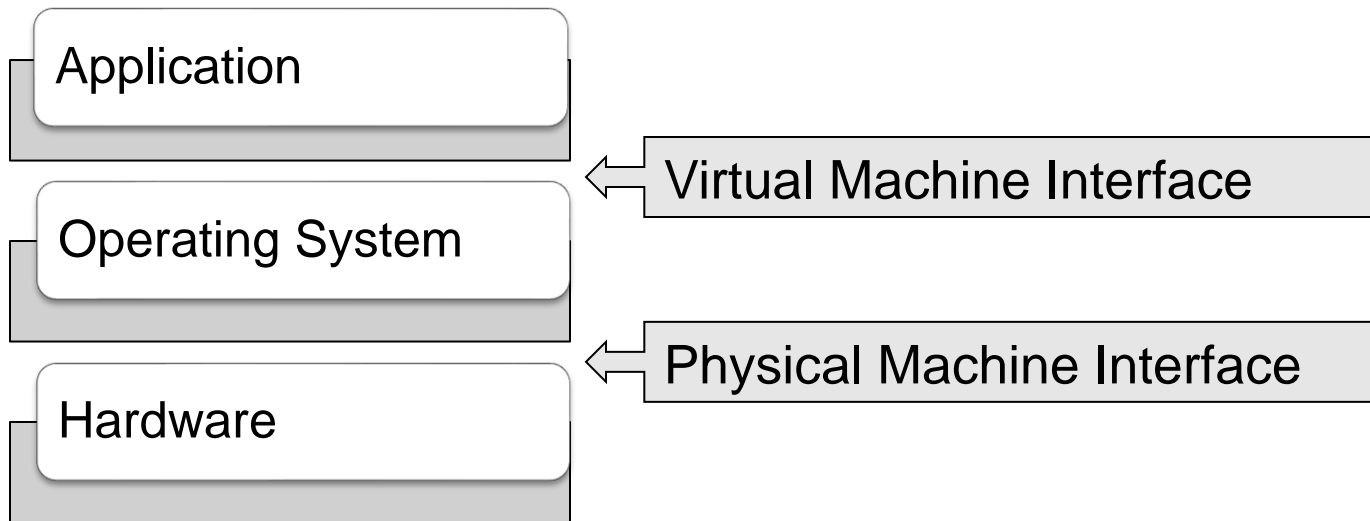 Application
Virtual Machine Interface
Operating System
Physical Machine Interface
Hardware